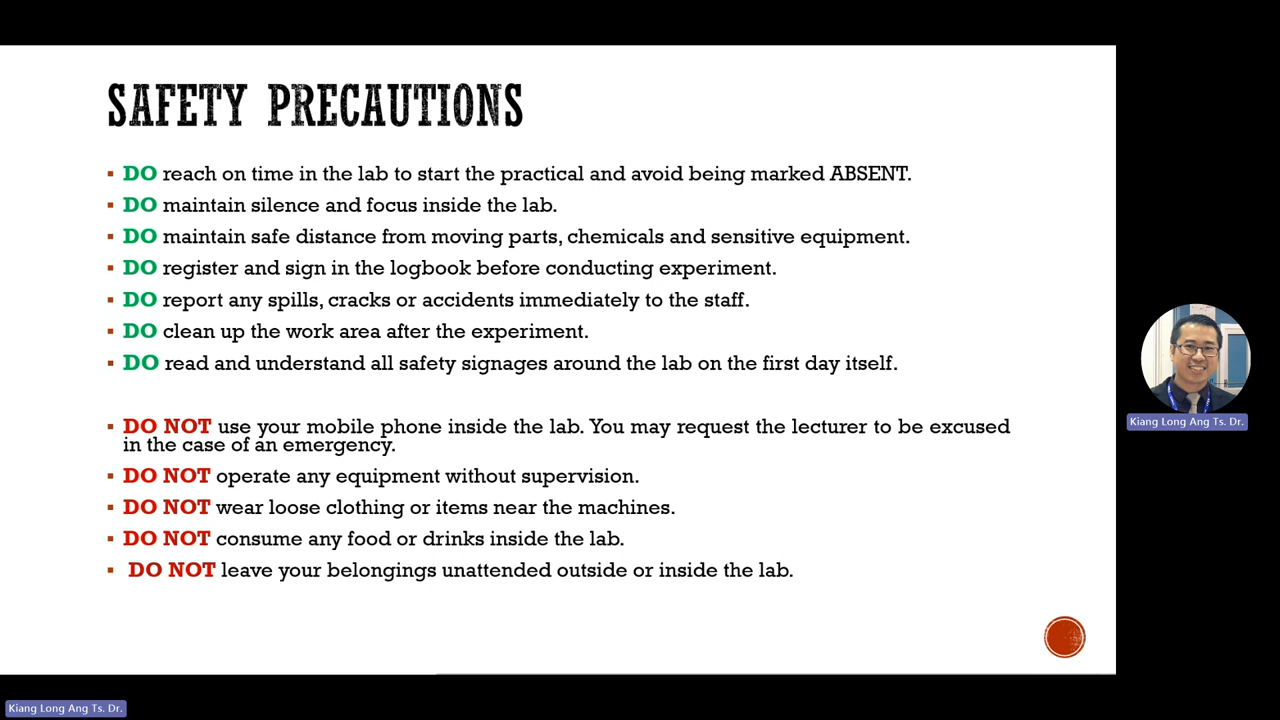 SAFETY PRECAUTIONS
▪ DO reach on time in the lab to start the practical and avoid being marked ABSENT.
▪ DO maintain silence and focus inside the lab.
▪ DO maintain safe distance from moving parts, chemicals and sensitive equipment.
▪ DO register and sign in the logbook before conducting experiment.
▪ DO report any spills, cracks or accidents immediately to the staff.
▪ DO clean up the work area after the experiment.
▪ DO read and understand all safety signages around the lab on the first day itself.
▪ DO NOT use your mobile phone inside the lab. You may request the lecturer to be excused
in the case of an emergency.
▪ DO NOT operate any equipment without supervision.
▪ DO NOT wear loose clothing or items near the machines.
▪ DO NOT consume any food or drinks inside the lab.
▪ DO NOT leave your belongings unattended outside or inside the lab.
Kiang Long Ang Ts. Dr.
Kiang Long Ang Ts. Dr.